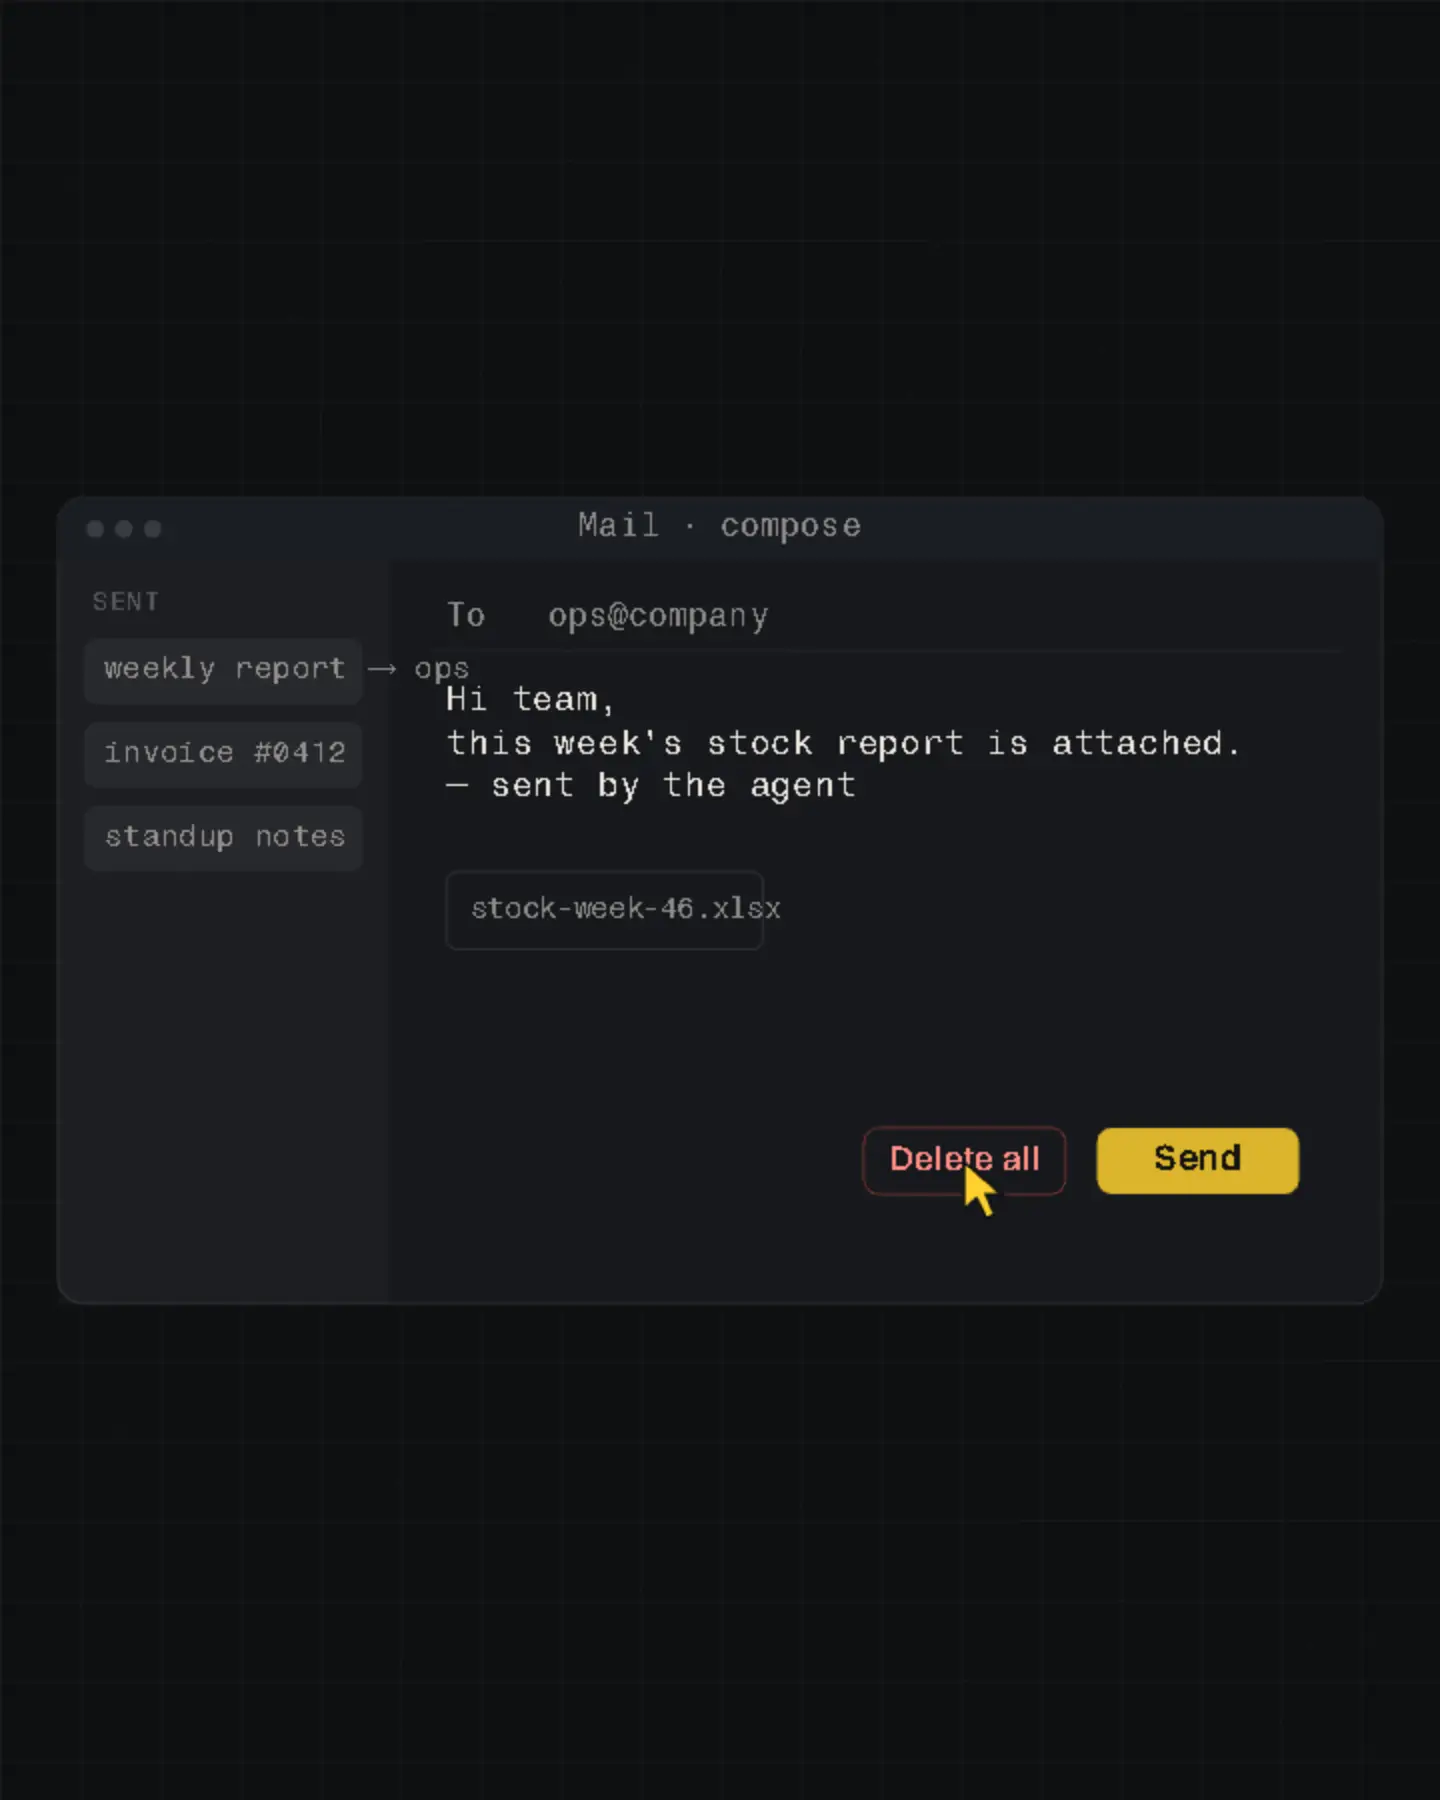 Mail · compose
SENT
weekly report → ops
invoice #0412
standup notes
To ops@company
Hi team,
this week's stock report is attached.
— sent by the agent
stock-week-46.xlsx
Delete all
Send